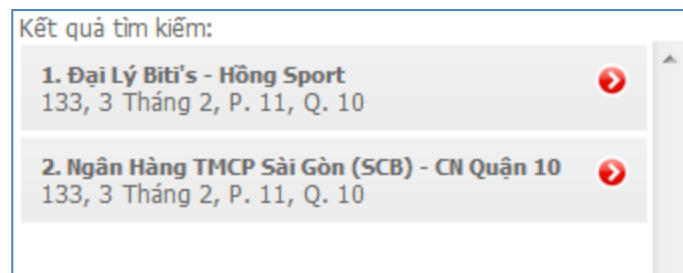 Kết quả tìm kiếm:
1. Đại Lý Biti's - Hồng Sport
133, 3 Tháng 2, P. 11, Q. 10
2. Ngân Hàng TMCP Sài Gòn (SCB) - CN Quận 10
133, 3 Tháng 2, P. 11, Q. 10